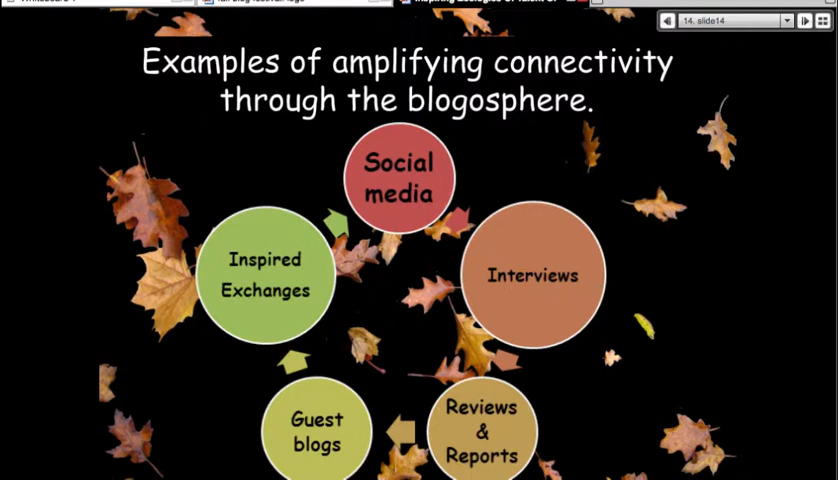 14. slide14
Examples of amplifying connectivity
through the blogosphere.
Social
media
Inspired
Exchanges
Interviews
Guest
blogs
Reviews
&
Reports